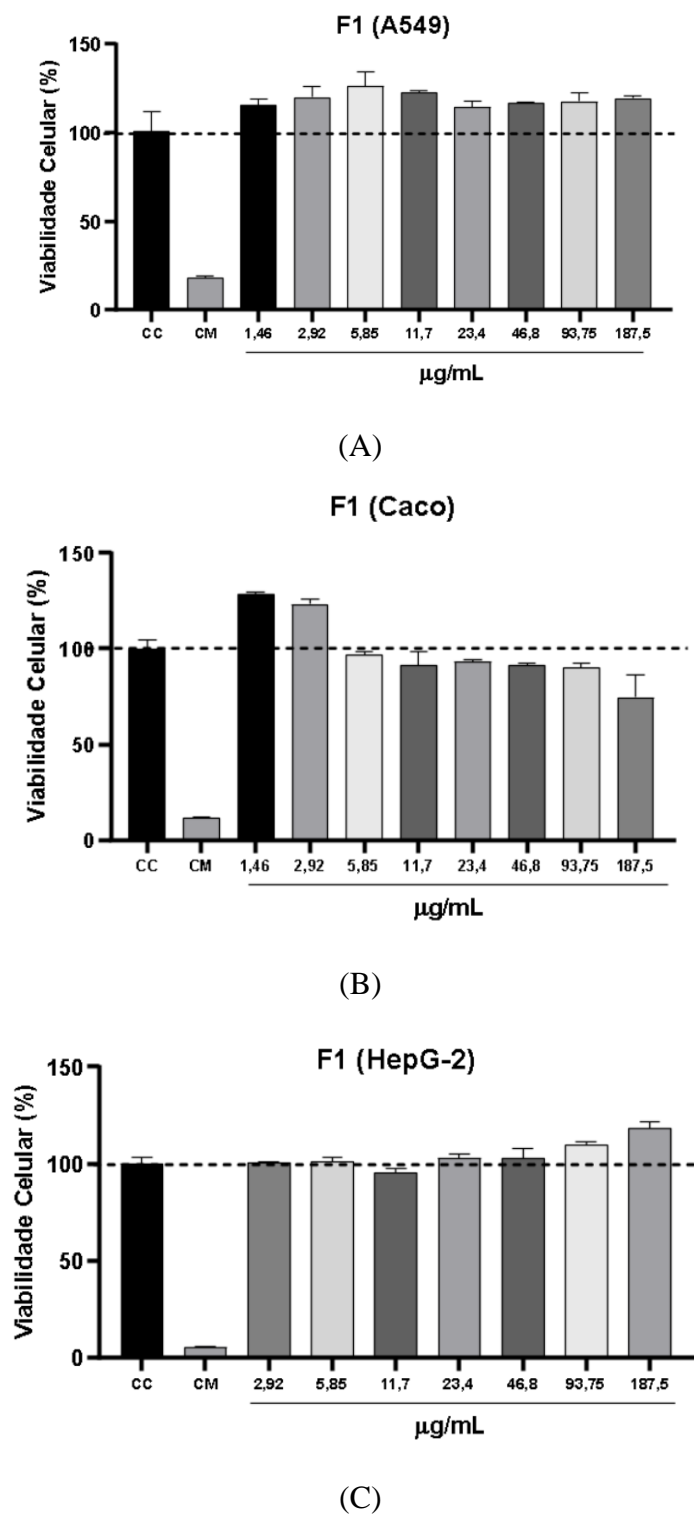 F1 (A549)
Viabilidade Celular (%)
150
100
50
0
CC CM 1,46 2,92 5,85 11,7 23,4 46,8 93,75 187,5
μg/mL
(A)
F1 (Caco)
Viabilidade Celular (%)
150
100
50
0
CC CM 1,46 2,92 5,85 11,7 23,4 46,8 93,75 187,5
μg/mL
(B)
F1 (HepG-2)
Viabilidade Celular (%)
150
100
50
0
CC CM 2,92 5,85 11,7 23,4 46,8 93,75 187,5
μg/mL
(C)